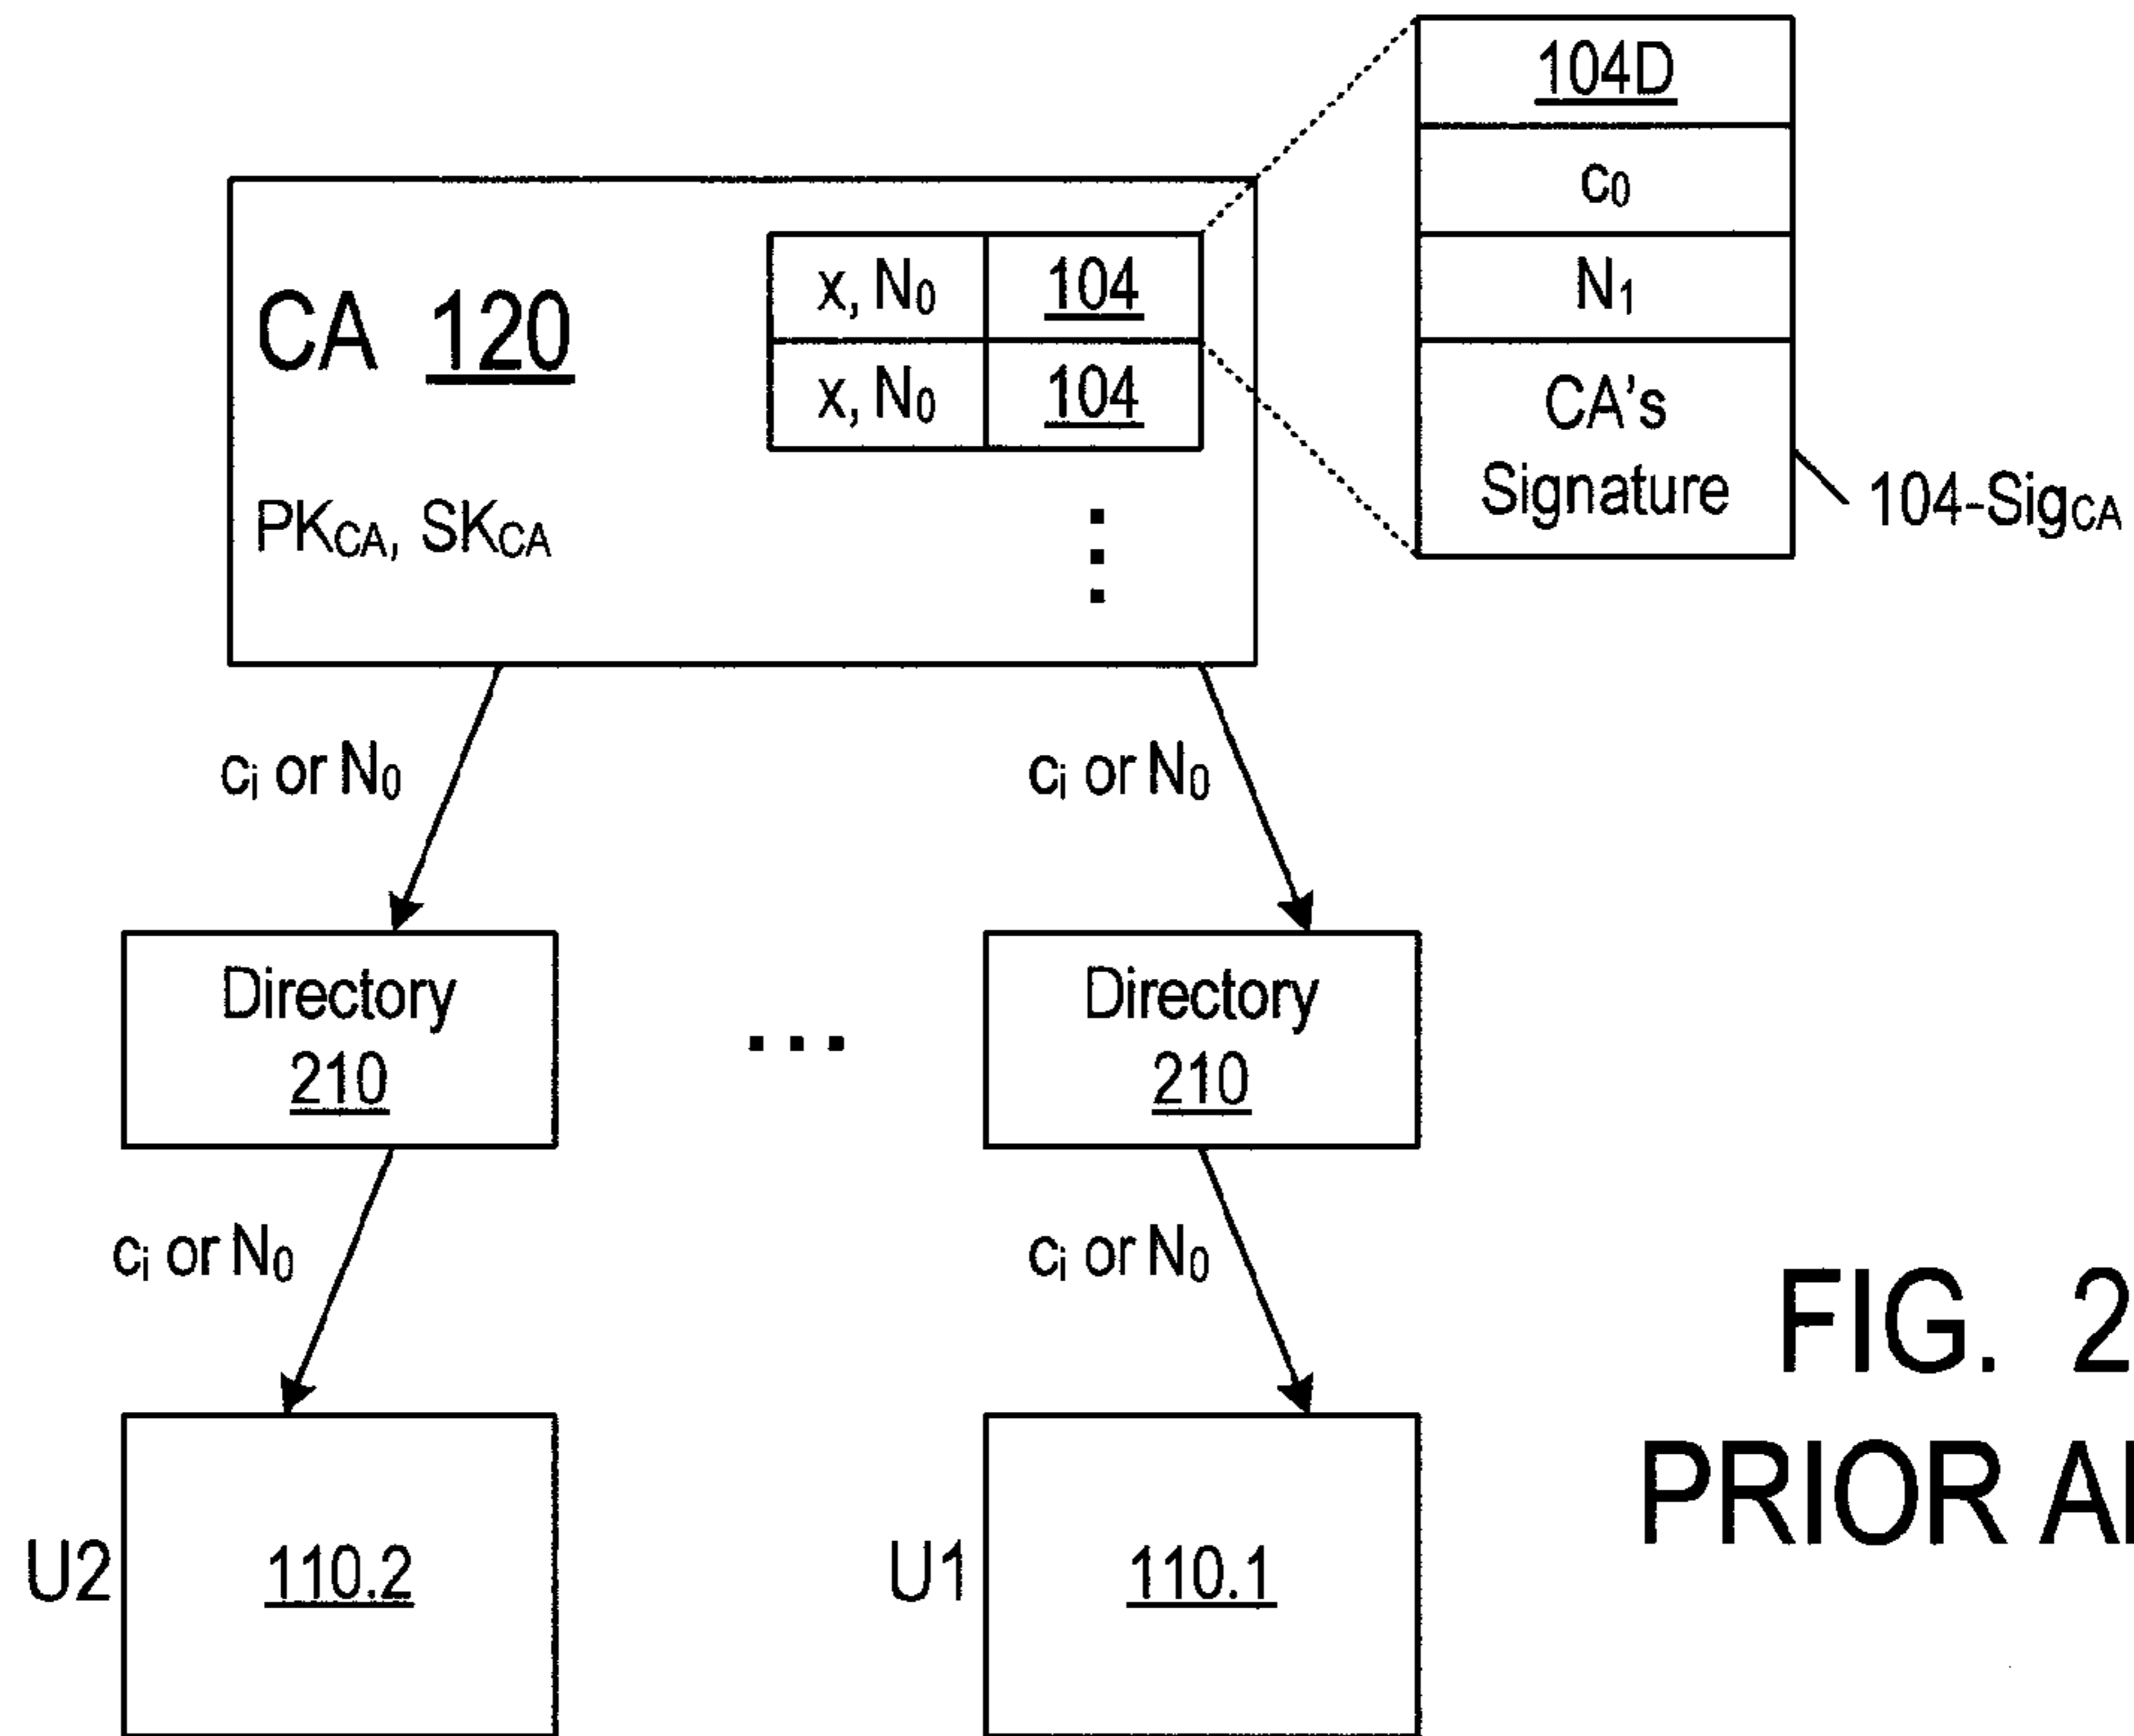 104D
c₀
N₁
CA's
Signature
104-SigCA
CA 120
x, N₀ 104
x, N₀ 104
PKCA, SKCA
cᵢ or N₀ cᵢ or N₀
Directory Directory
210 ... 210
cᵢ or N₀ cᵢ or N₀
U2 110.2 U1 110.1
FIG. 2
PRIOR